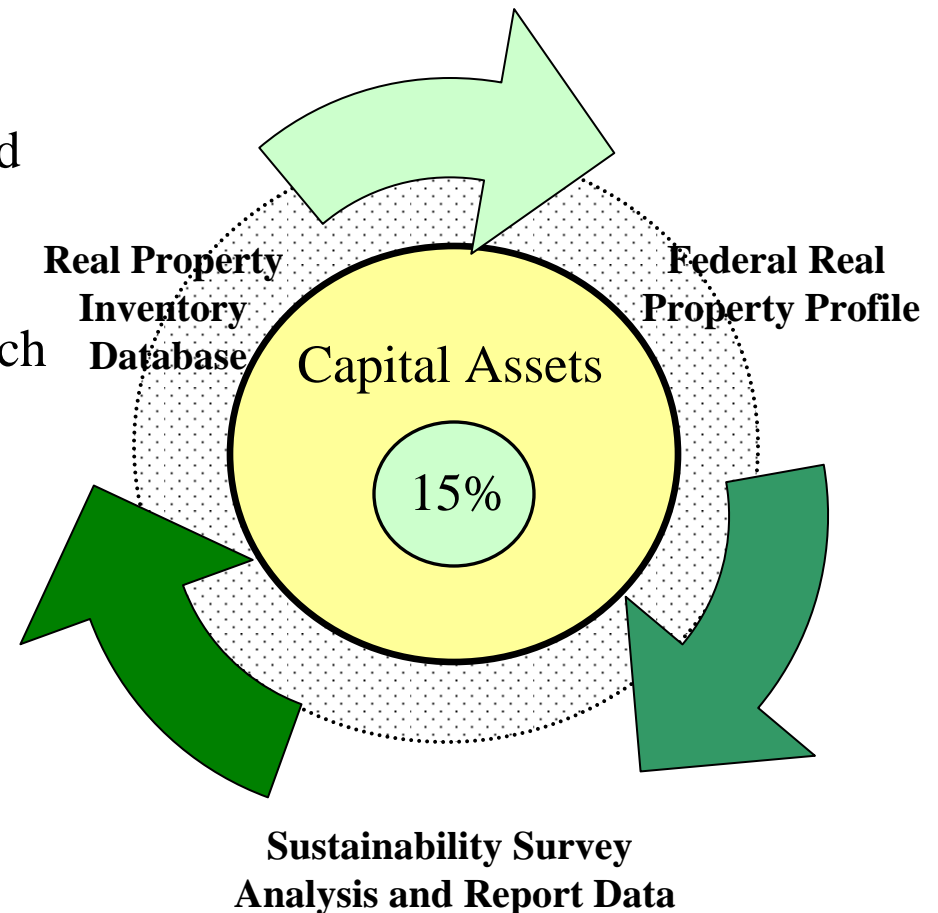 d
Real Property
Inventory
Database
ch
Federal Real
Property Profile
Capital Assets
15%
Sustainability Survey
Analysis and Report Data